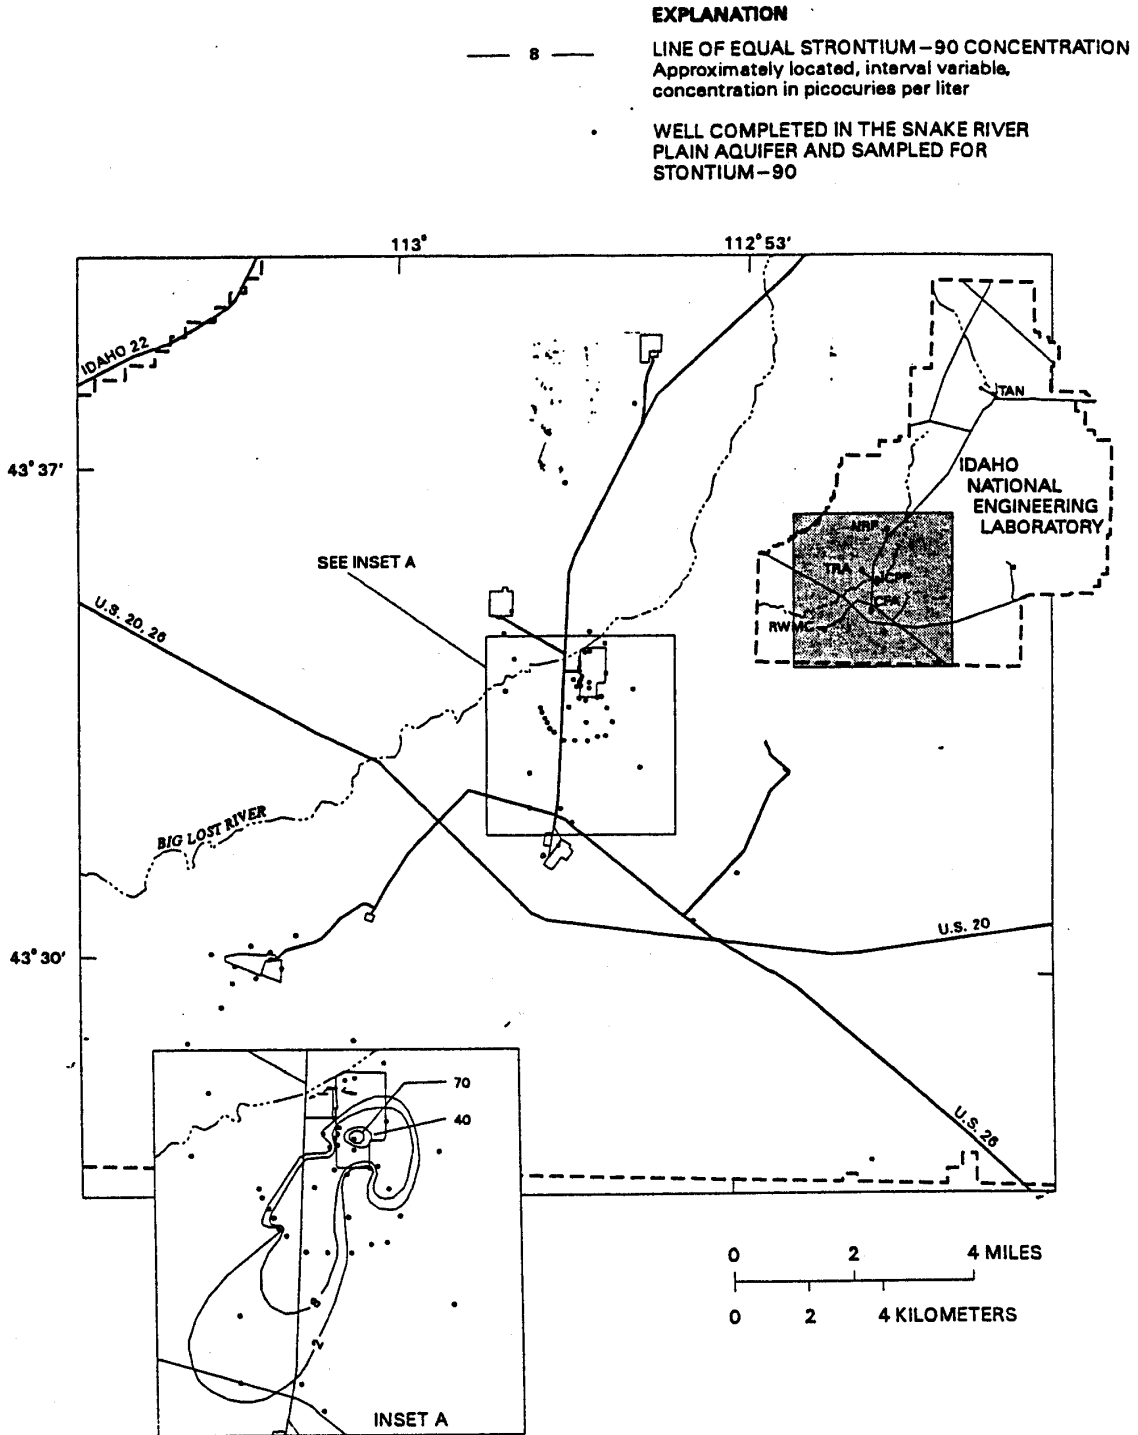 EXPLANATION
8
LINE OF EQUAL STRONTIUM-90 CONCENTRATION
Approximately located, interval variable,
concentration in picocuries per liter
WELL COMPLETED IN THE SNAKE RIVER
PLAIN AQUIFER AND SAMPLED FOR
STONTIUM-90
113°
112°53'
IDAHO 22
TAN
43°37'
IDAHO
NATIONAL
ENGINEERING
LABORATORY
NRF
SEE INSET A
TRA
ICPP
CFA
U.S. 20, 26
RWMC
BIG LOST RIVER
U.S. 20
43°30'
70
40
U.S. 26
8
2
INSET A
0 2 4 MILES
0 2 4 KILOMETERS